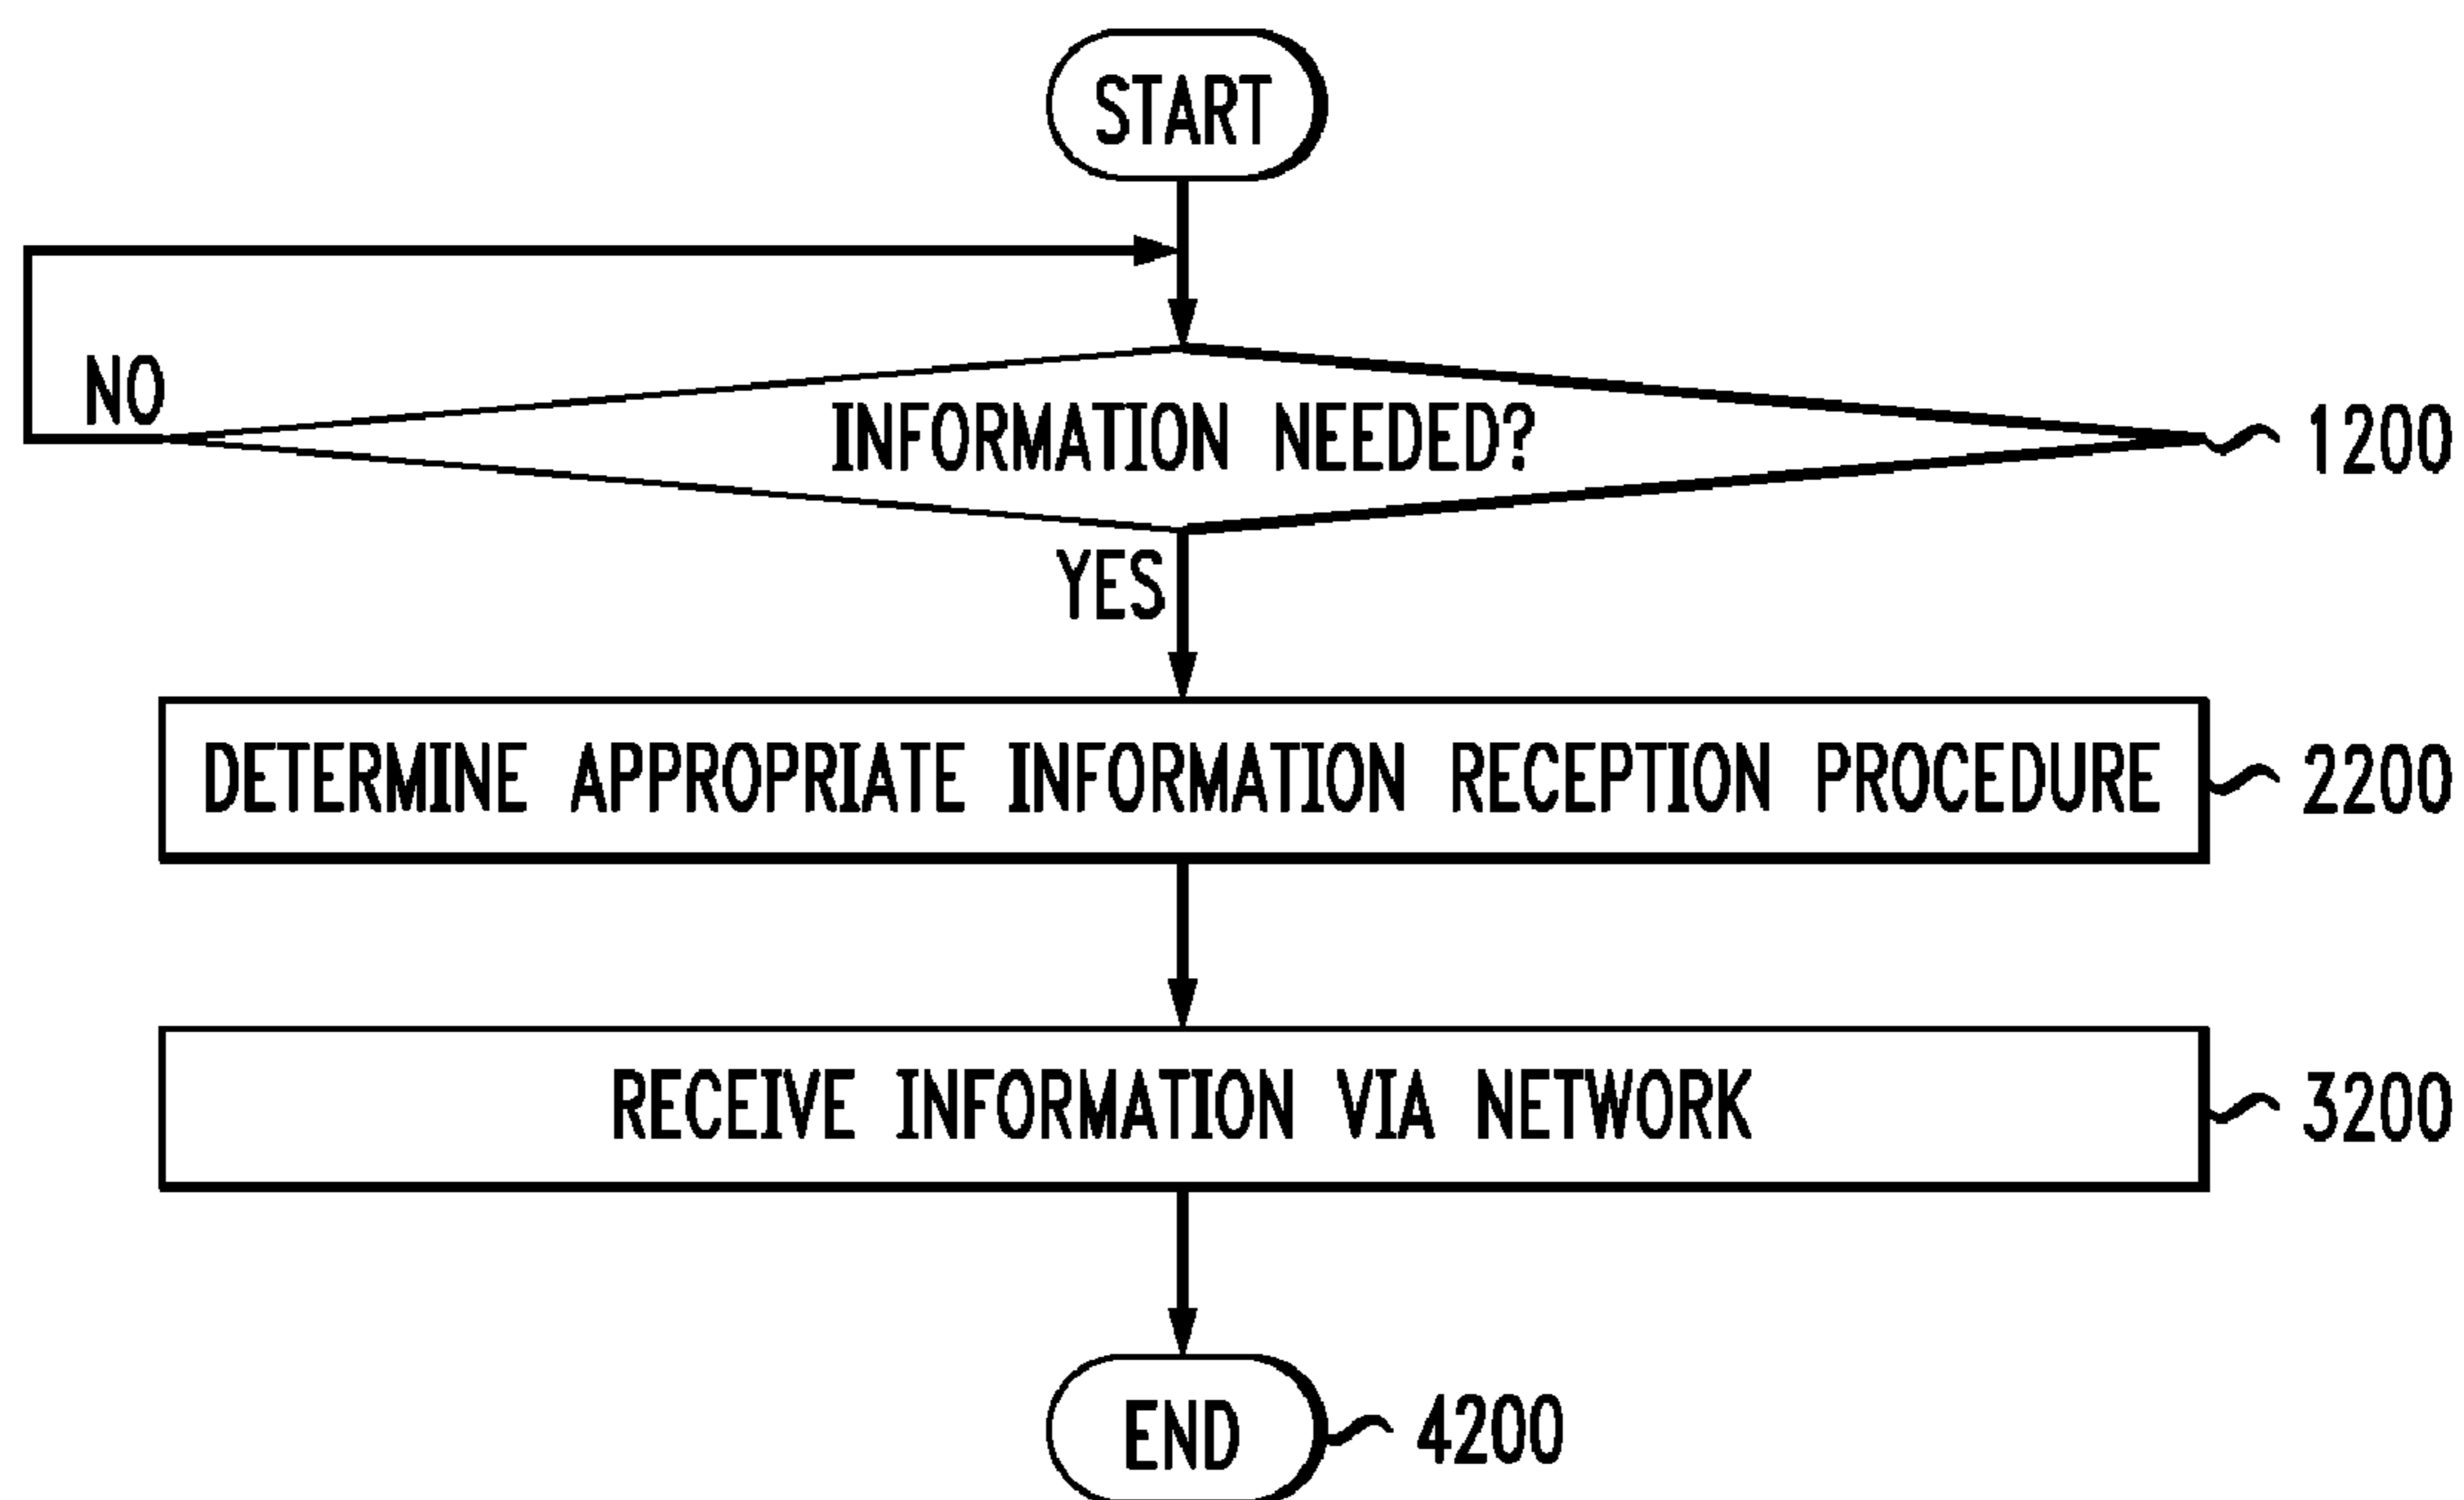 START
NO
INFORMATION NEEDED?
1200
YES
DETERMINE APPROPRIATE INFORMATION RECEPTION PROCEDURE
2200
RECEIVE INFORMATION VIA NETWORK
3200
END
4200